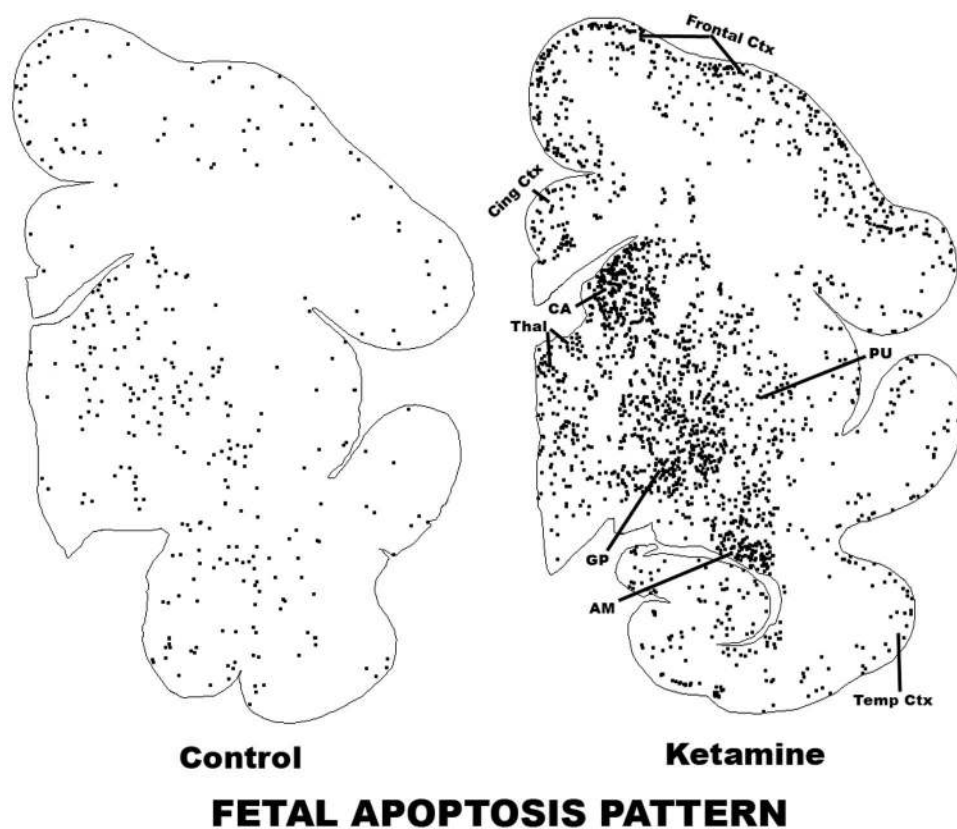 Frontal Ctx
Cing Ctx
CA
Thal
PU
GP
AM
Temp Ctx
Control
Ketamine
FETAL APOPTOSIS PATTERN